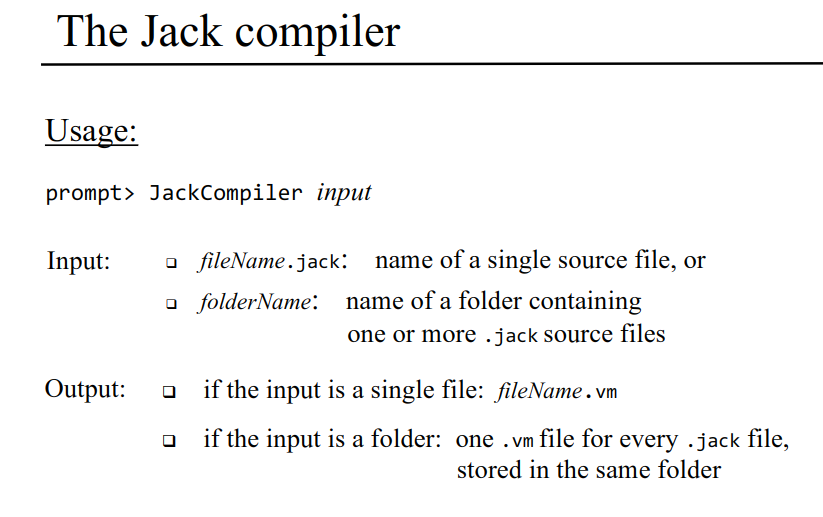 The Jack compiler
Usage:
prompt> JackCompiler input
Input: ❑ fileName.jack: name of a single source file, or
❑ folderName: name of a folder containing
one or more .jack source files
Output: ❑ if the input is a single file: fileName.vm
❑ if the input is a folder: one .vm file for every .jack file,
stored in the same folder